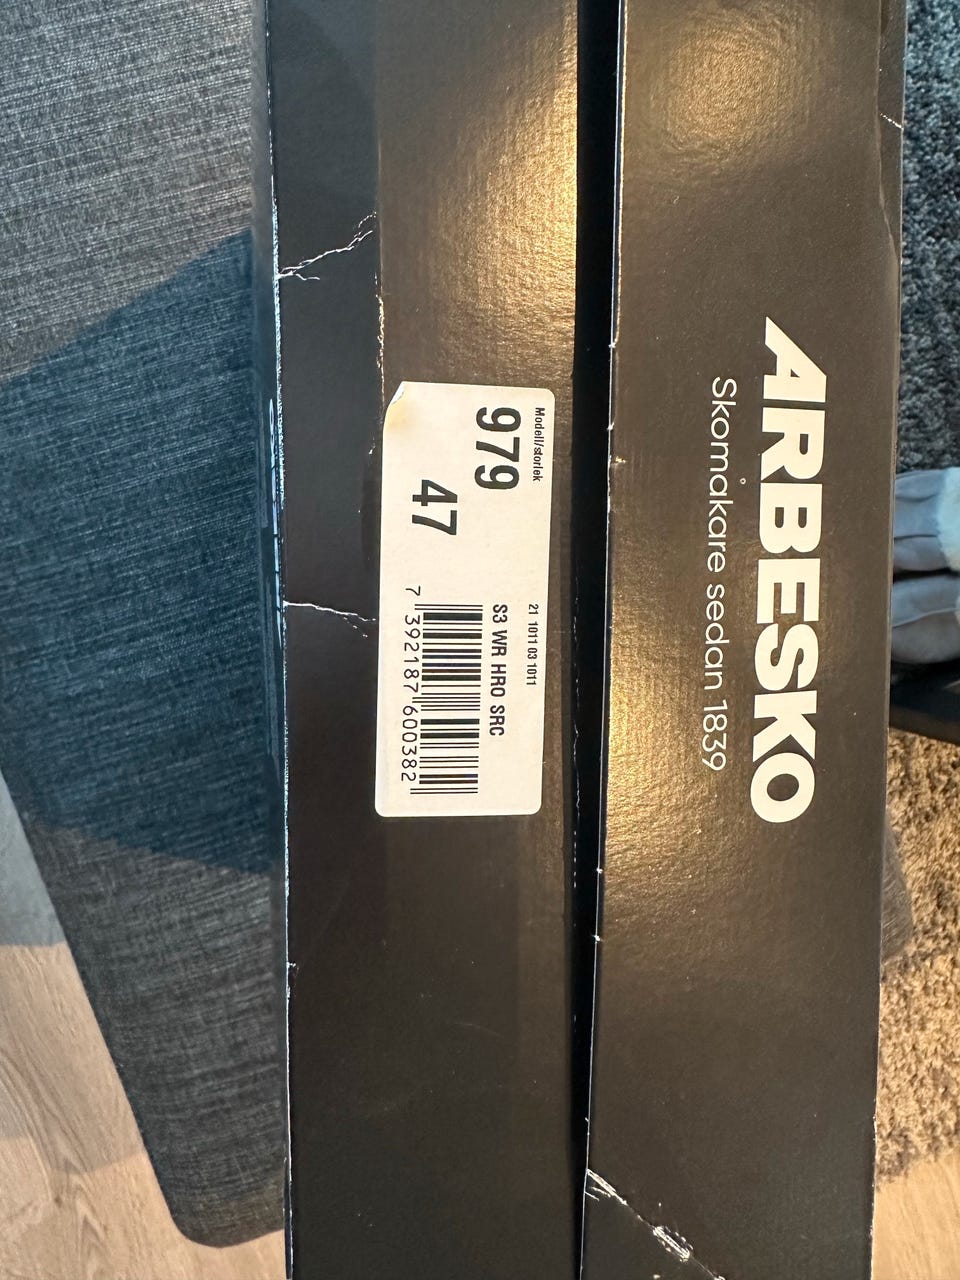 ARBESKO
Skomakare sedan 1839
Modell/storlek
979
47
21 1011 03 1011
S3 WR HRO SRC
7 392187 600382